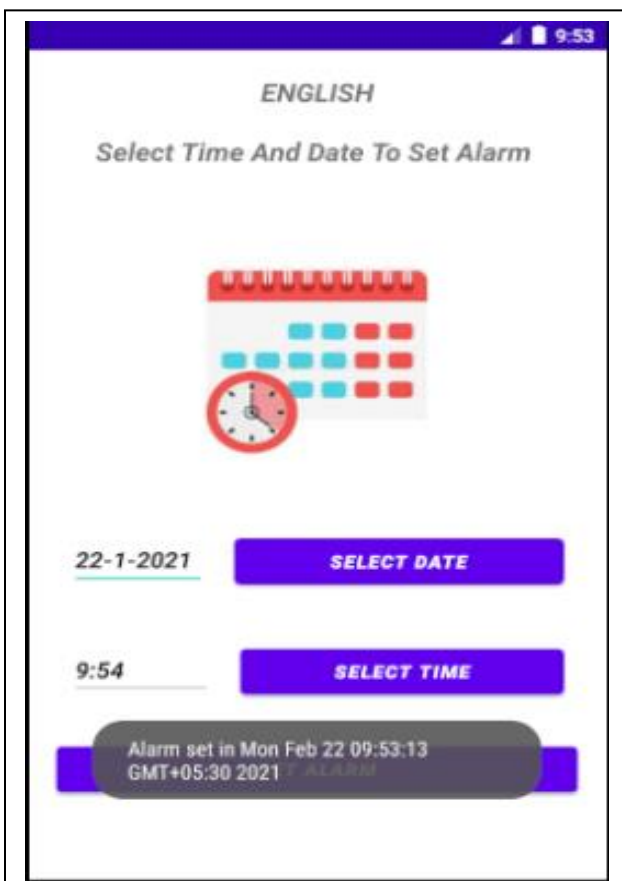 9:53
ENGLISH
Select Time And Date To Set Alarm
22-1-2021
SELECT DATE
9:54
SELECT TIME
Alarm set in Mon Feb 22 09:53:13
GMT+05:30 2021
ALARM